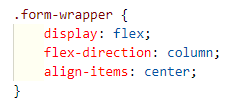 .form-wrapper {
    display: flex;
    flex-direction: column;
    align-items: center;
}